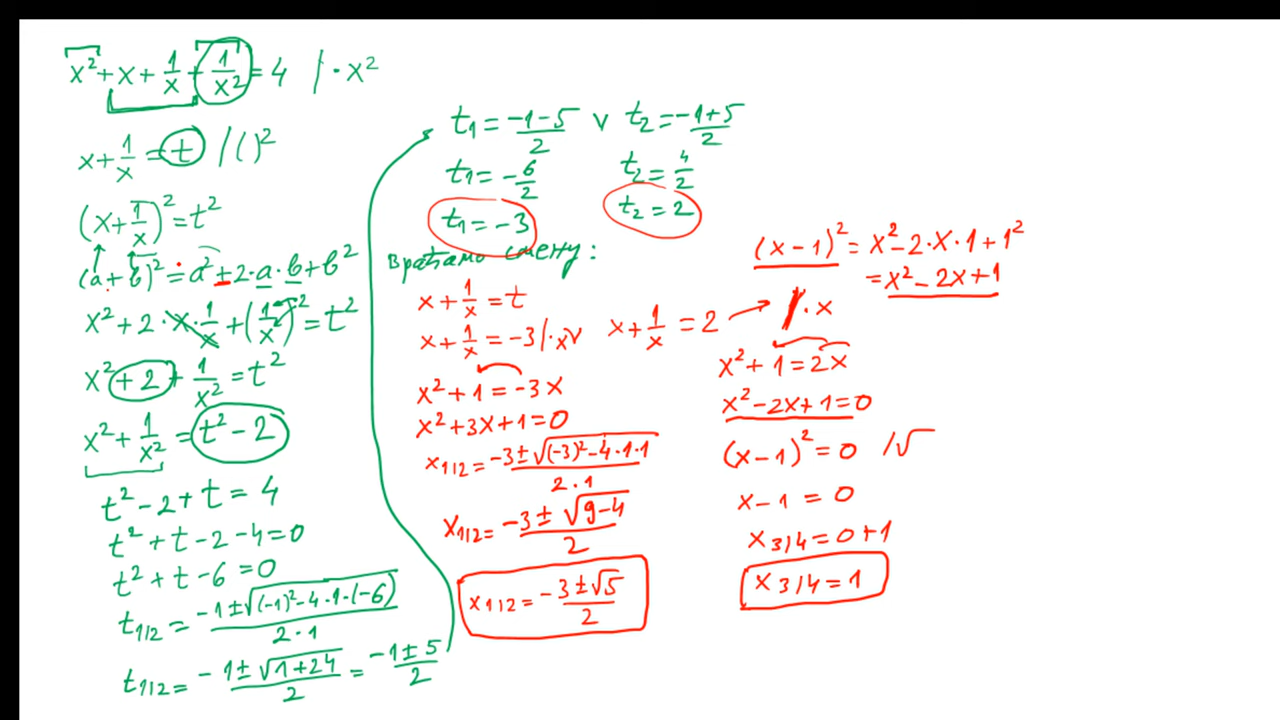 x² + x + 1/x + 1/x² = 4 / · x²
x + 1/x = t / ( )²
(x + 1/x)² = t²
(a + b)² = a² ± 2·a·b + b²
x² + 2·x·1/x + (1/x²)² = t²
x² + 2 + 1/x² = t²
x² + 1/x² = t² - 2
t² - 2 + t = 4
t² + t - 2 - 4 = 0
t² + t - 6 = 0
t1/2 = (-1 ± √((-1)² - 4·1·(-6)))/(2·1)
t1/2 = (-1 ± √(1+24))/2 = (-1 ± 5)/2
t₁ = (-1-5)/2 v t₂ = (-1+5)/2
t₁ = -6/2 t₂ = 4/2
t₁ = -3 t₂ = 2
Враћамо смену:
x + 1/x = t
x + 1/x = -3 / · x v x + 1/x = 2 → / · x
x² + 1 = -3x
x² + 3x + 1 = 0
x1/2 = (-3 ± √((-3)² - 4·1·1))/(2·1)
x1/2 = (-3 ± √(9-4))/2
x1/2 = (-3 ± √5)/2
(x-1)² = x² - 2·x·1 + 1²
= x² - 2x + 1
x² + 1 = 2x
x² - 2x + 1 = 0
(x-1)² = 0 /√
x - 1 = 0
x3/4 = 0 + 1
x3/4 = 1